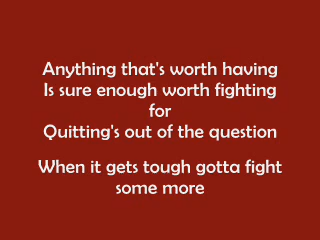 Anything that's worth having
Is sure enough worth fighting
for
Quitting's out of the question
When it gets tough gotta fight
some more